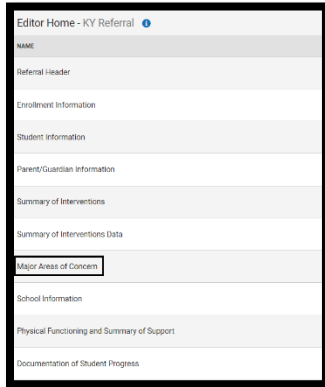 Editor Home - KY Referral
NAME
Referral Header
Enrollment Information
Student Information
Parent/Guardian Information
Summary of Interventions
Summary of Interventions Data
Major Areas of Concern
School Information
Physical Functioning and Summary of Support
Documentation of Student Progress